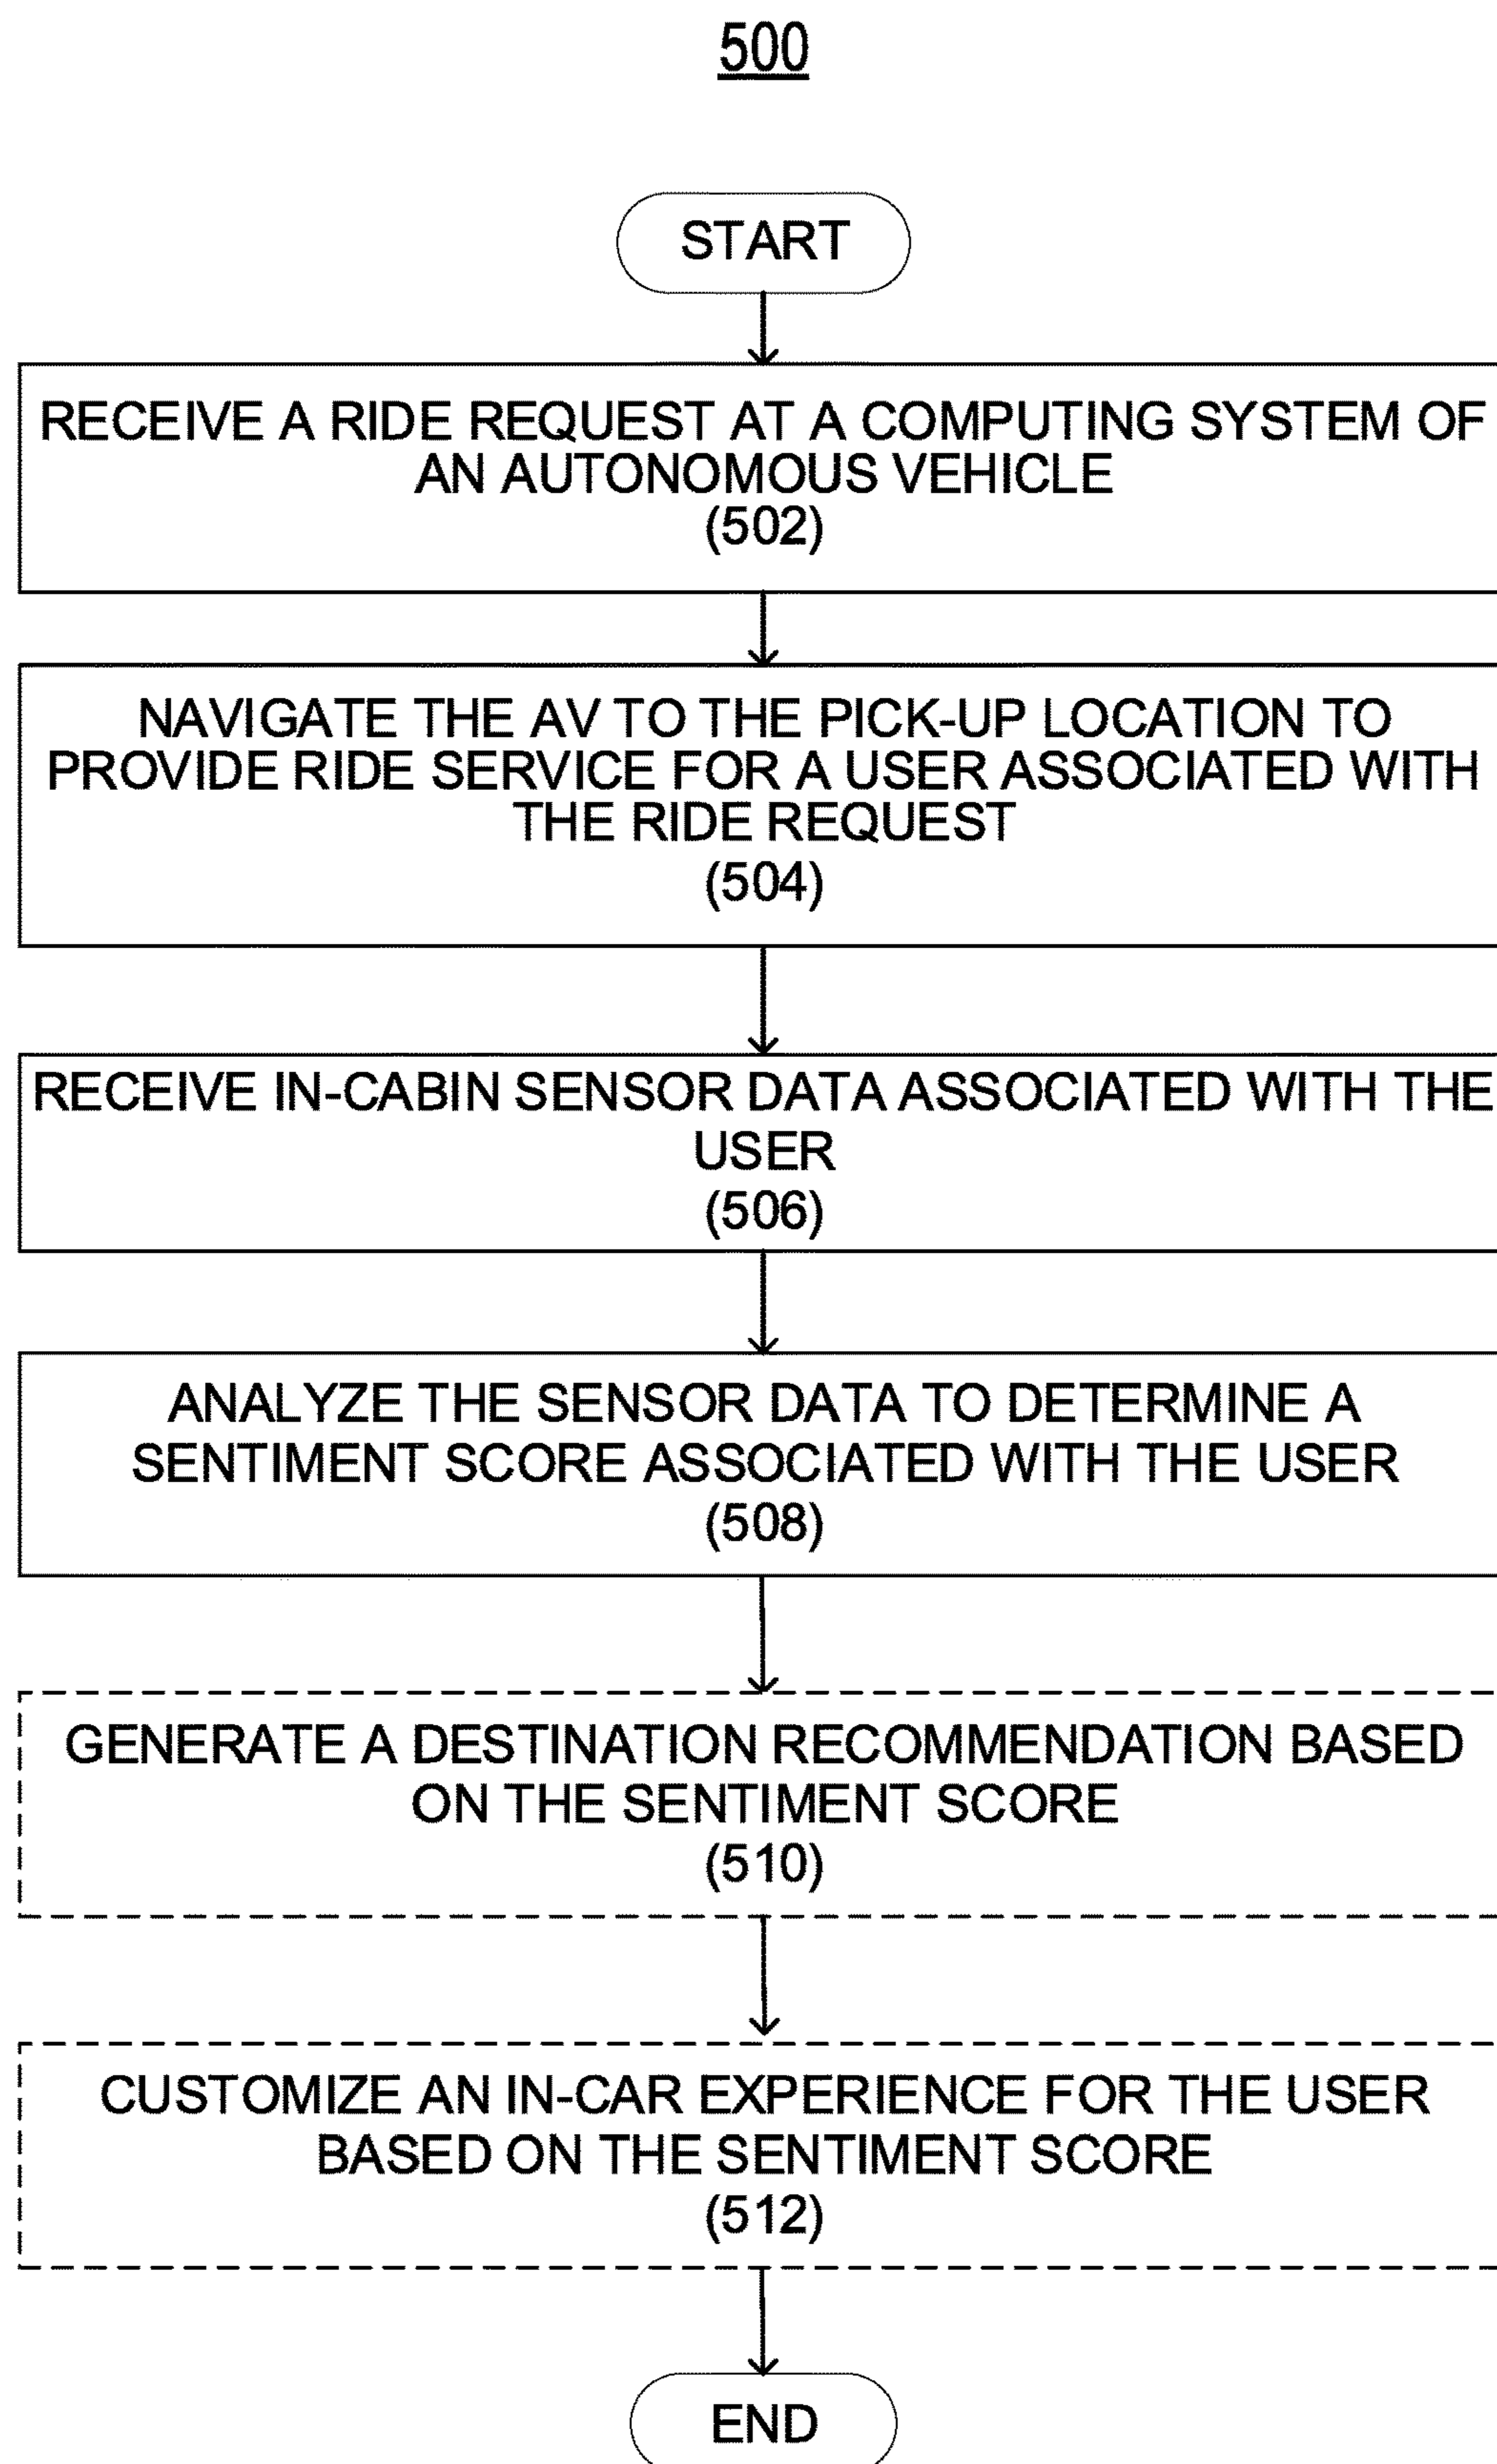 500
START
RECEIVE A RIDE REQUEST AT A COMPUTING SYSTEM OF
AN AUTONOMOUS VEHICLE
(502)
NAVIGATE THE AV TO THE PICK-UP LOCATION TO
PROVIDE RIDE SERVICE FOR A USER ASSOCIATED WITH
THE RIDE REQUEST
(504)
RECEIVE IN-CABIN SENSOR DATA ASSOCIATED WITH THE
USER
(506)
ANALYZE THE SENSOR DATA TO DETERMINE A
SENTIMENT SCORE ASSOCIATED WITH THE USER
(508)
GENERATE A DESTINATION RECOMMENDATION BASED
ON THE SENTIMENT SCORE
(510)
CUSTOMIZE AN IN-CAR EXPERIENCE FOR THE USER
BASED ON THE SENTIMENT SCORE
(512)
END